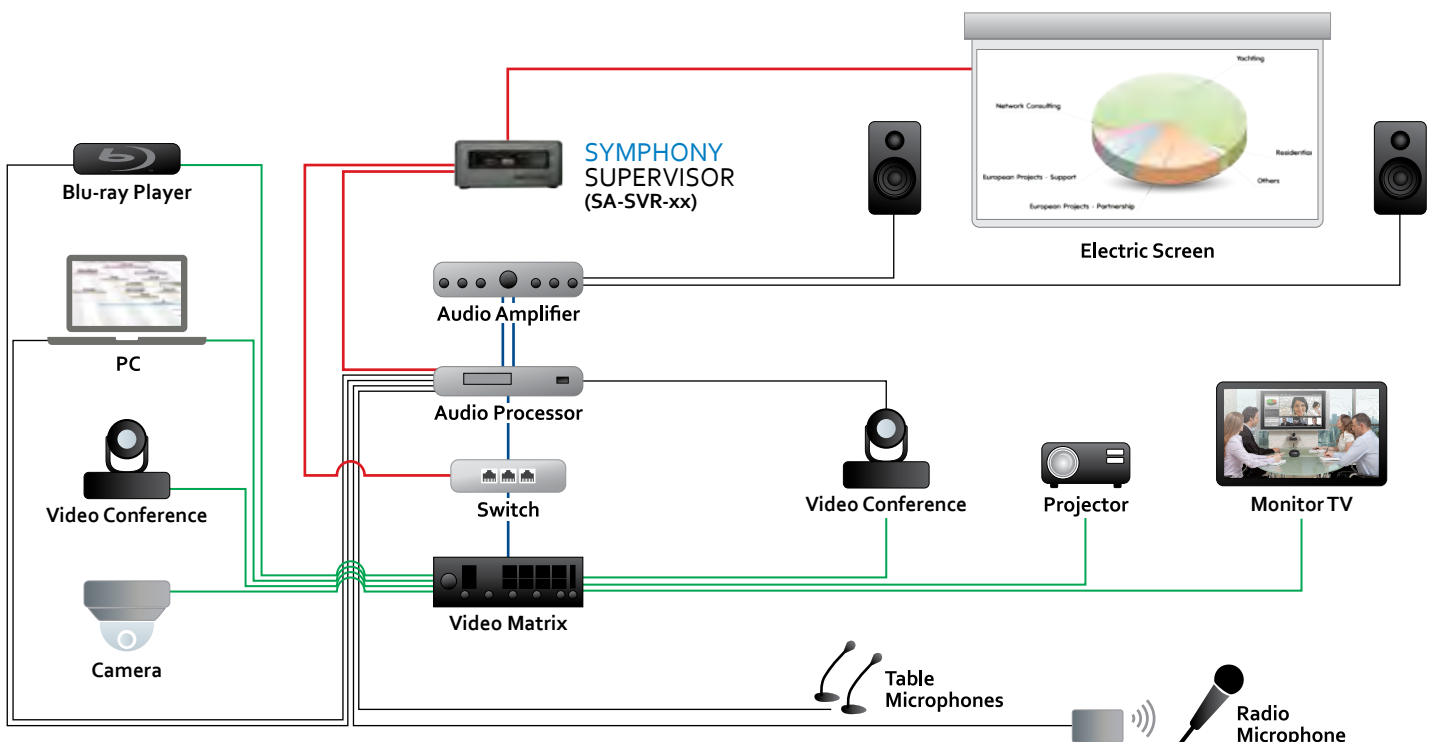 Yachting
Network Consulting
Residential
European Projects - Support
Others
European Projects - Partnership
Electric Screen
SYMPHONY
SUPERVISOR
(SA-SVR-xx)
Blu-ray Player
Audio Amplifier
PC
Audio Processor
Video Conference
Switch
Video Conference
Projector
Monitor TV
Video Matrix
Camera
Table
Microphones
Radio
Microphone